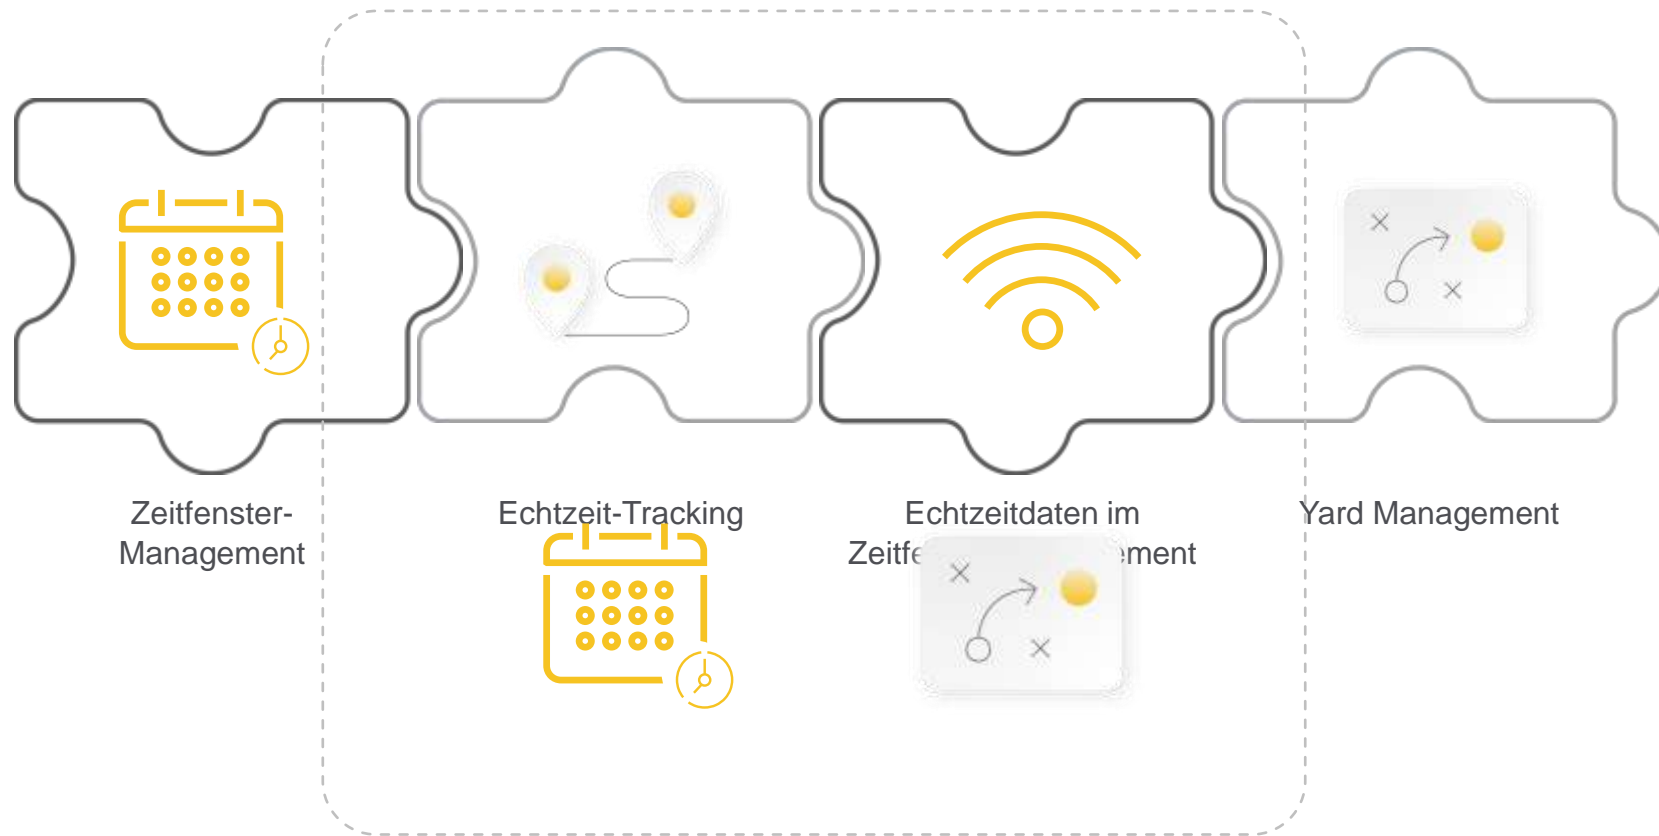 Zeitfenster-
Management
Echtzeit-Tracking
Echtzeitdaten im
Yard Management